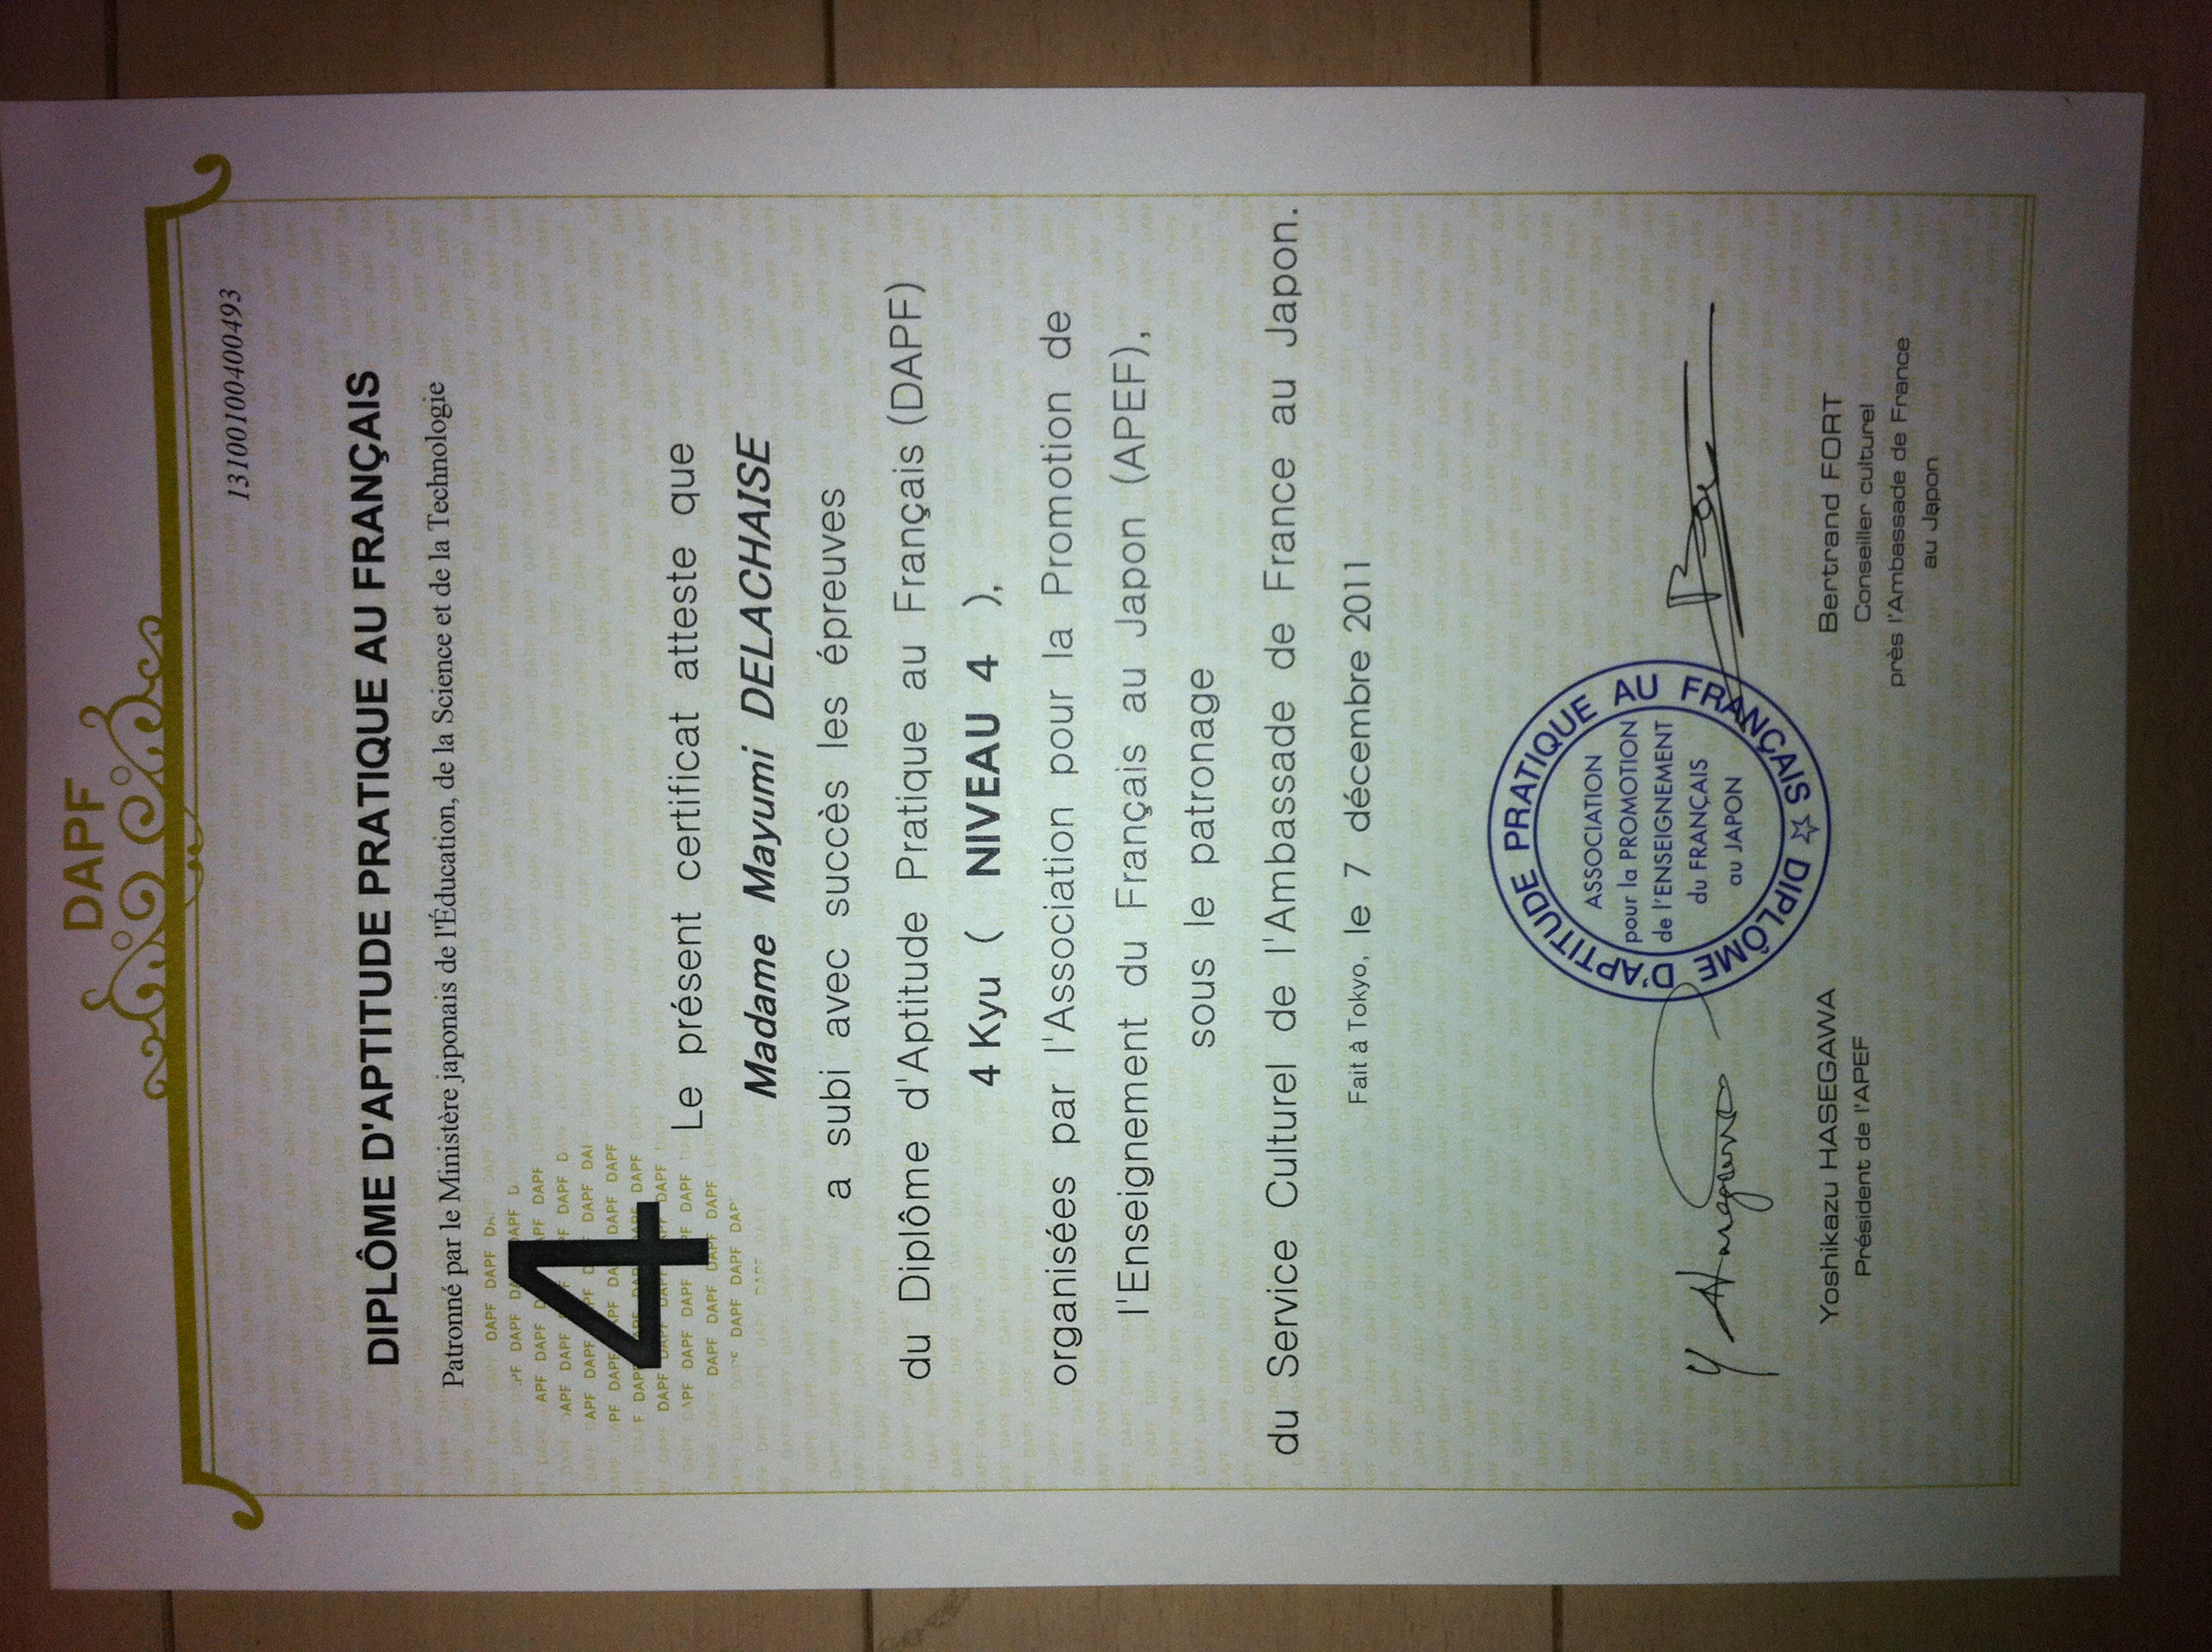 DAPF
13100100400493
DIPLÔME D'APTITUDE PRATIQUE AU FRANÇAIS
Patronné par le Ministère japonais de l'Éducation, de la Science et de la Technologie
4
Le présent certificat atteste que
Madame Mayumi DELACHAISE
a subi avec succès les épreuves
du Diplôme d'Aptitude Pratique au Français (DAPF)
4 Kyu ( NIVEAU 4 ),
organisées par l'Association pour la Promotion de
l'Enseignement du Français au Japon (APEF),
sous le patronage
du Service Culturel de l'Ambassade de France au Japon.
Fait à Tokyo, le 7 décembre 2011
DIPLÔME D'APTITUDE PRATIQUE AU FRANÇAIS ☆
ASSOCIATION
pour la PROMOTION
de l'ENSEIGNEMENT
du FRANÇAIS
au JAPON
Yoshikazu HASEGAWA
Président de l'APEF
Bertrand FORT
Conseiller culturel
près l'Ambassade de France
au Japon